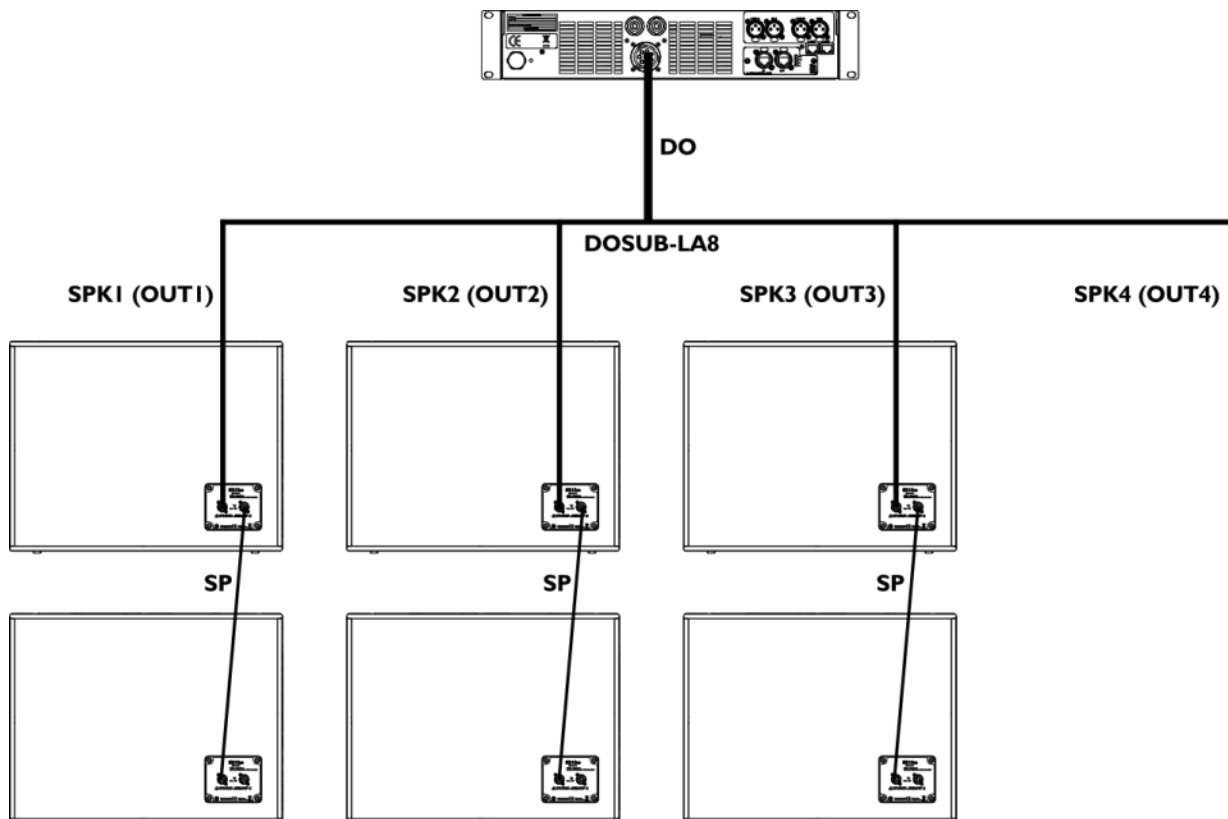 DO
DOSUB-LA8
SPK1 (OUT1)
SPK2 (OUT2)
SPK3 (OUT3)
SPK4 (OUT4)
SP
SP
SP